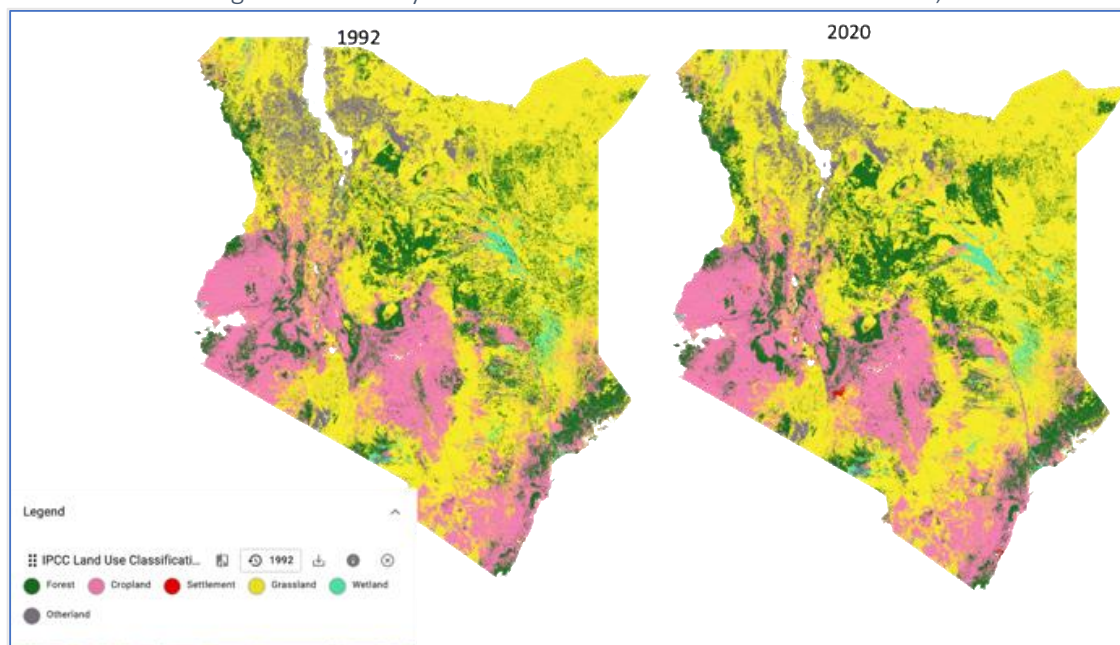 1992
2020
Legend
IPCC Land Use Classificati... 1992
Forest Cropland Settlement Grassland Wetland
Otherland